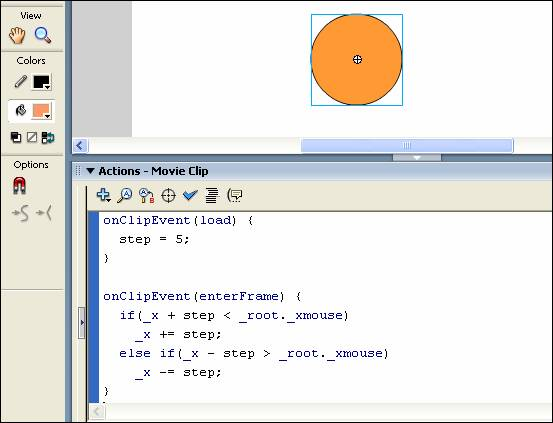 View
Colors
Options
Actions - Movie Clip
onClipEvent(load) {
step = 5;
}
onClipEvent(enterFrame) {
if(_x + step < _root._xmouse)
_x += step;
else if(_x - step > _root._xmouse)
_x -= step;
}